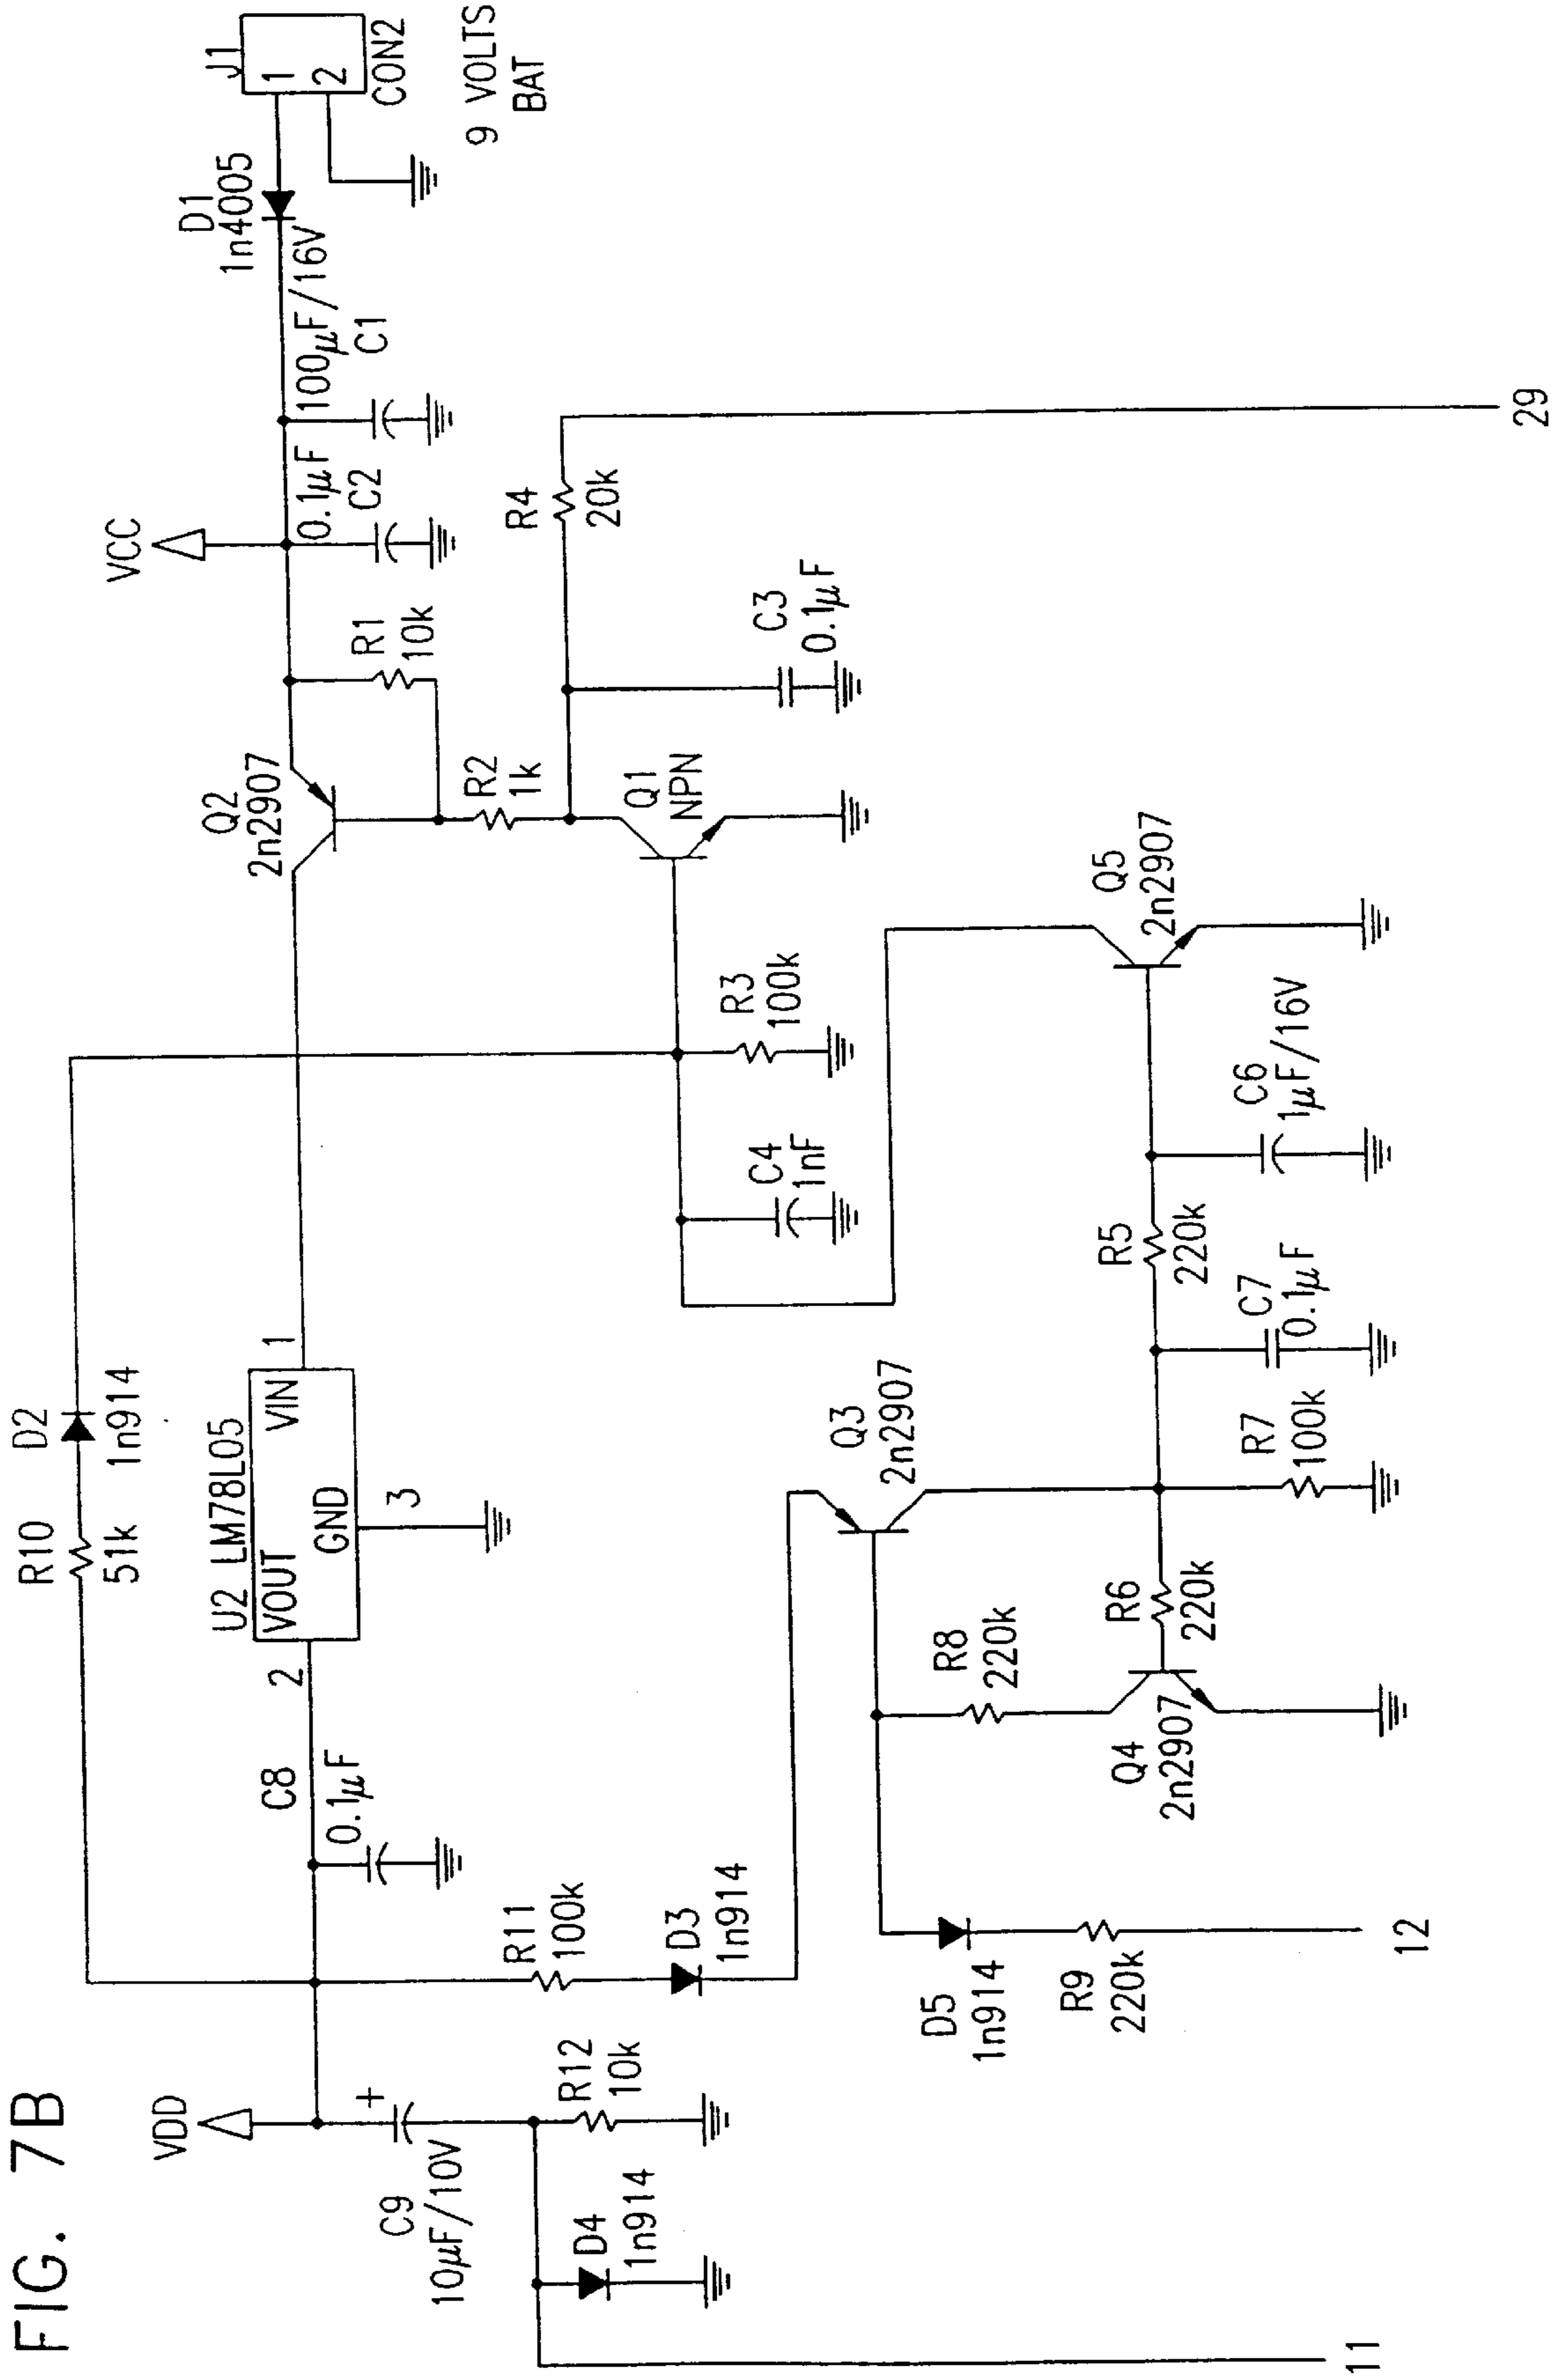 FIG. 7B
R10
51k
D2
1n914
VDD
VCC
J1
1
2
CON2
9 VOLTS
BAT
D1
1n4005
100µF/16V
C1
0.1µF
C2
Q2
2n2907
R1
10k
R2
1k
R4
20k
C3
0.1µF
Q1
NPN
29
U2 LM78L05
VOUT
VIN
GND
2
1
3
C8
0.1µF
R3
100k
C4
1nF
C9
+
10µF/10V
R12
10k
D4
1n914
R11
100k
D3
1n914
Q3
2n2907
Q5
2n2907
C6
1µF/16V
R5
220k
C7
0.1µF
R7
100k
R6
220k
R8
220k
Q4
2n2907
D5
1n914
R9
220k
11
12